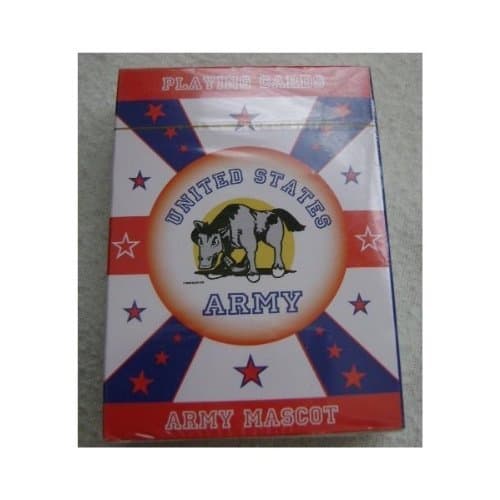 PLAYING CARDS
UNITED STATES
ARMY
ARMY MASCOT